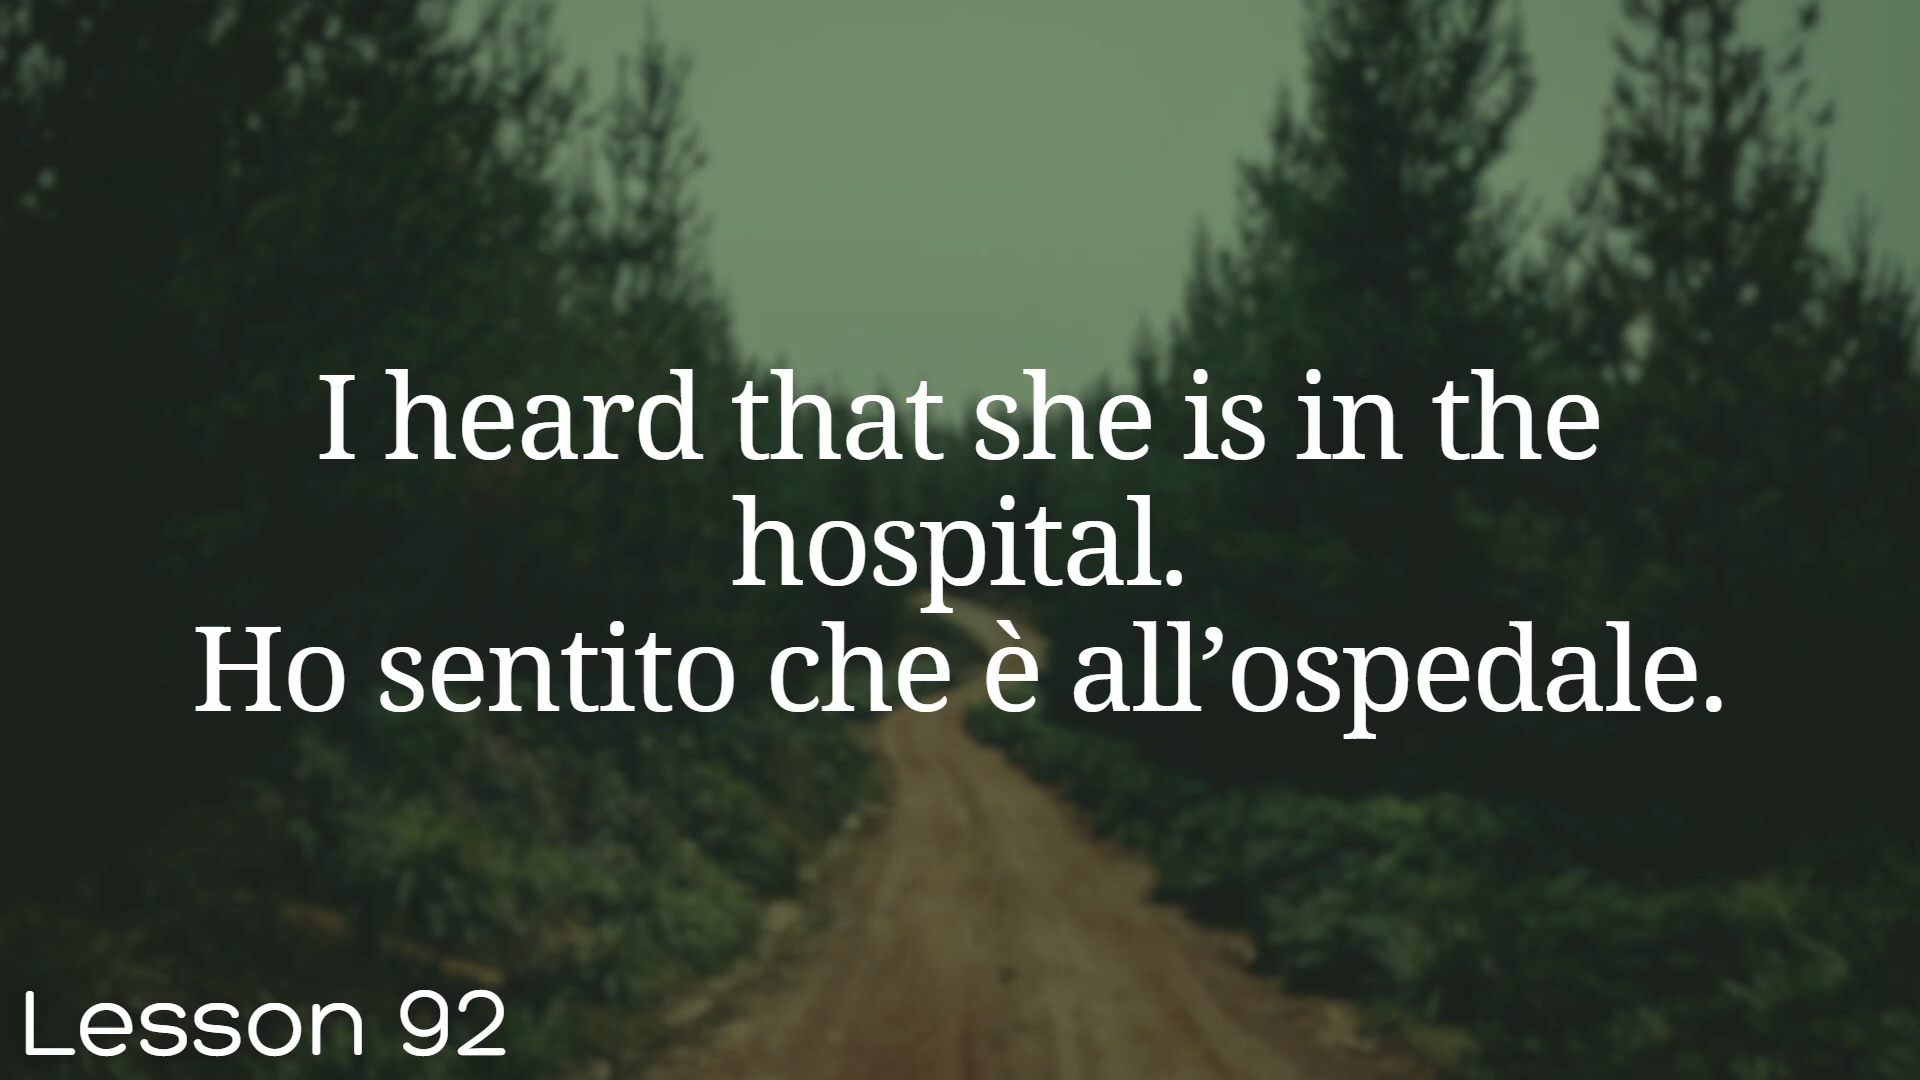 I heard that she is in the
hospital.
Ho sentito che è all’ospedale.
Lesson 92